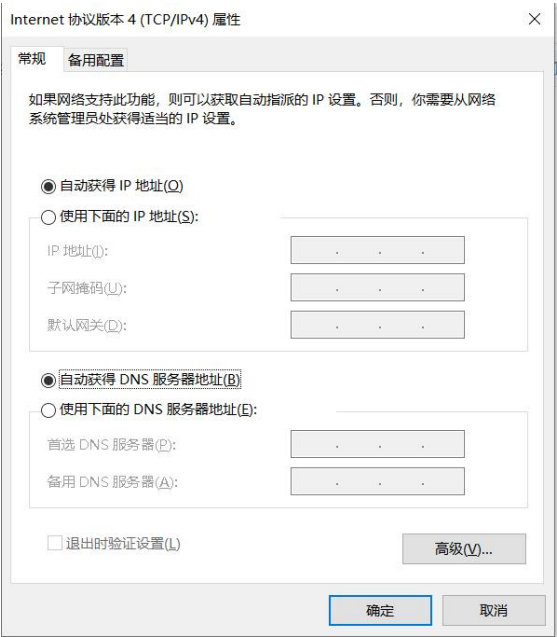 Internet 协议版本 4 (TCP/IPv4) 属性
常规
备用配置
如果网络支持此功能，则可以获取自动指派的 IP 设置。否则，你需要从网络
系统管理员处获得适当的 IP 设置。
自动获得 IP 地址(O)
使用下面的 IP 地址(S):
IP 地址(I):
子网掩码(U):
默认网关(D):
自动获得 DNS 服务器地址(B)
使用下面的 DNS 服务器地址(E):
首选 DNS 服务器(P):
备用 DNS 服务器(A):
退出时验证设置(L)
高级(V)...
确定
取消